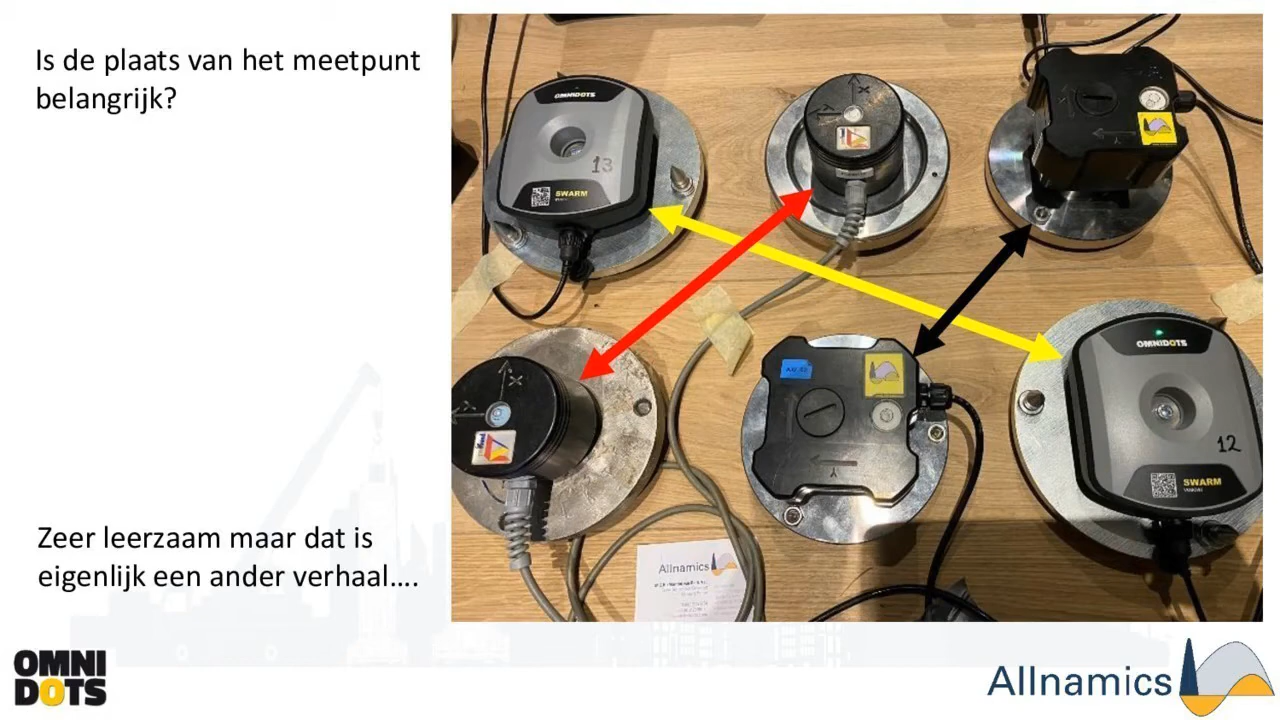 Is de plaats van het meetpunt
belangrijk?
OMNIDOTS
13
SWARM
X
Y
Y
X
OMNIDOTS
12
SWARM
Y
Allnamics
Zeer leerzaam maar dat is
eigenlijk een ander verhaal….
OMNI
DOTS
Allnamics